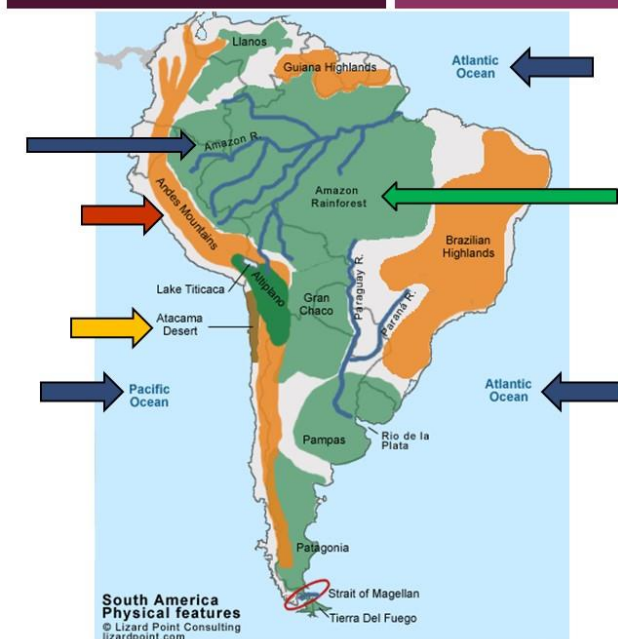 Llanos
Guiana Highlands
Atlantic
Ocean
Amazon R.
Andes Mountains
Amazon
Rainforest
Brazilian
Highlands
Paraguay R.
Paraná R.
Lake Titicaca
Altiplano
Gran
Chaco
Atacama
Desert
Pacific
Ocean
Atlantic
Ocean
Pampas
Rio de la
Plata
Patagonia
Strait of Magellan
Tierra Del Fuego
South America
Physical features
© Lizard Point Consulting
lizardpoint.com